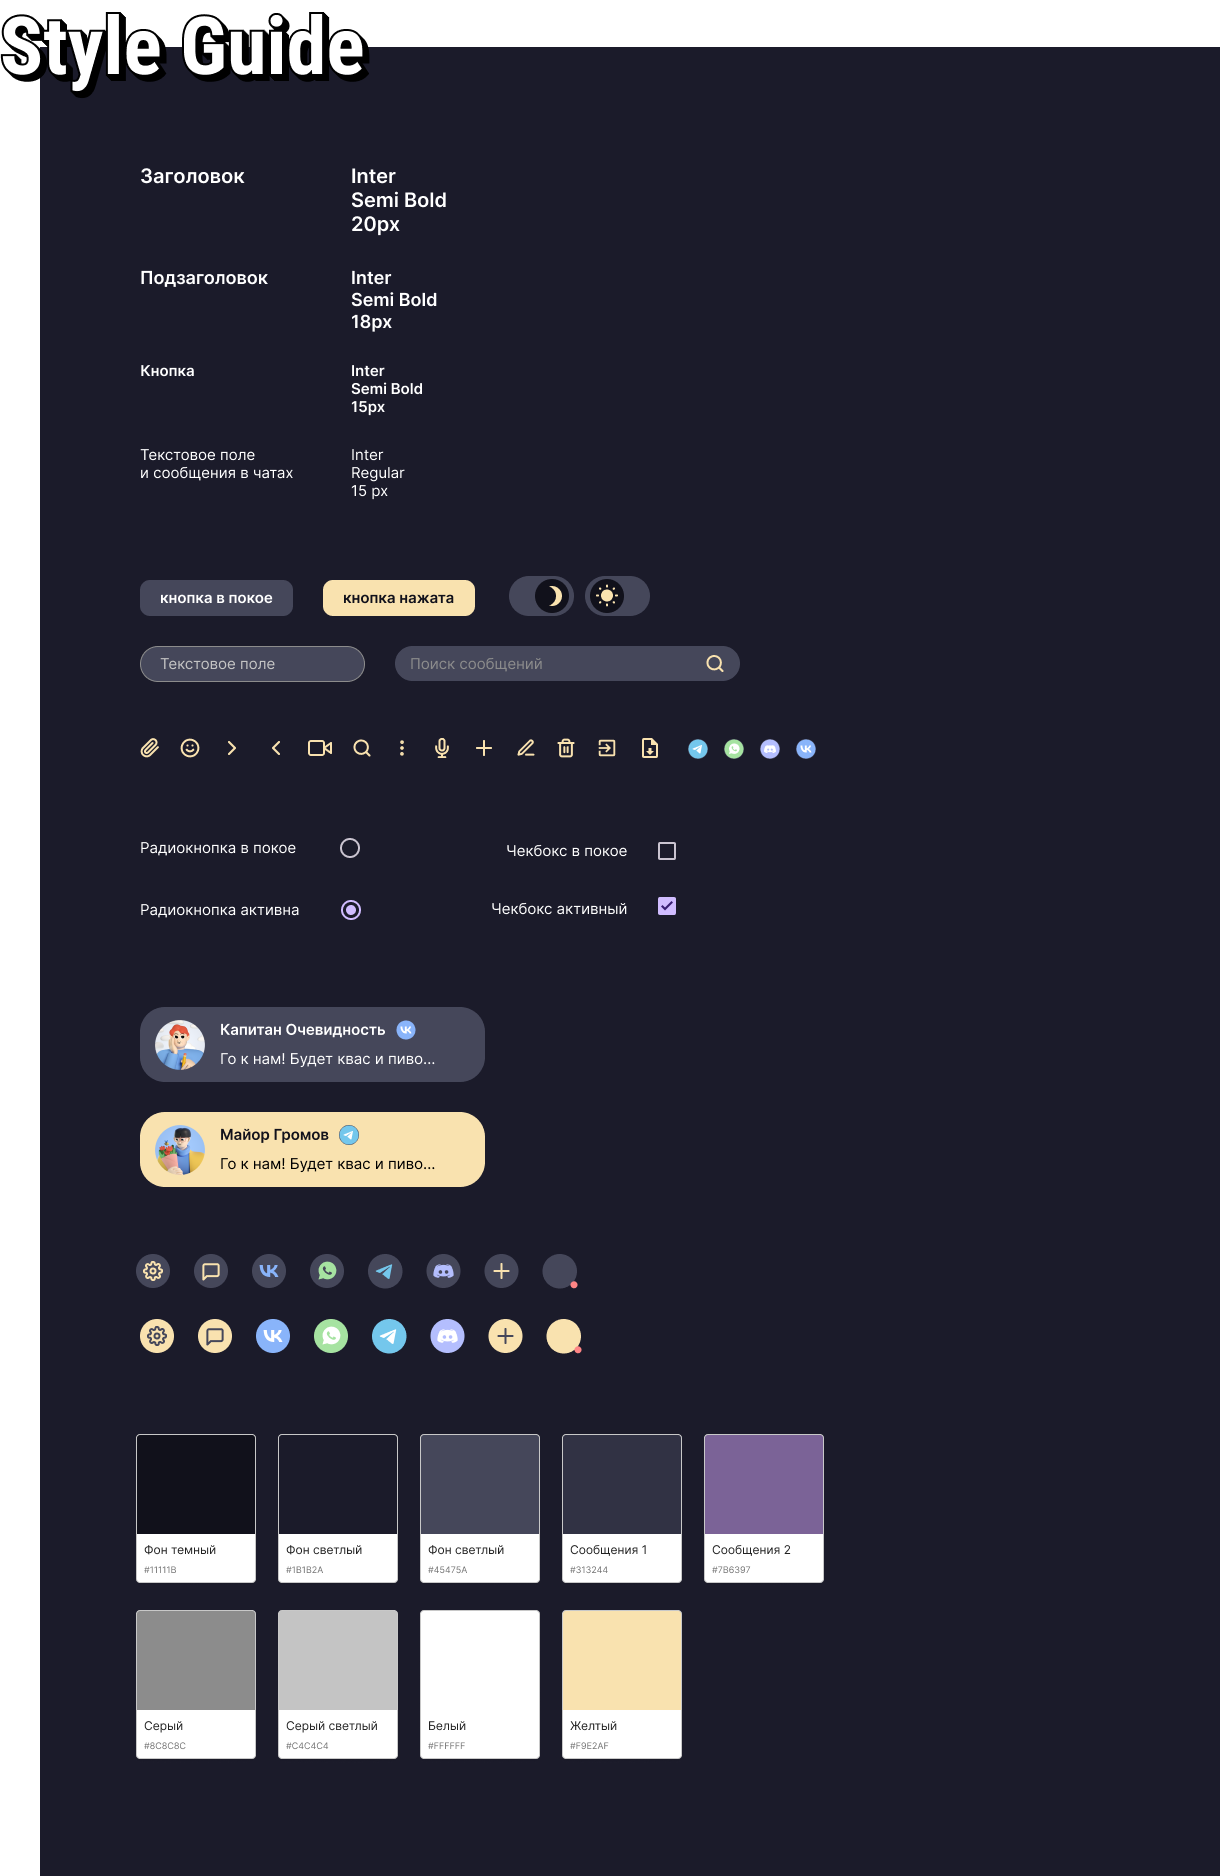 Style Guide
Заголовок
Inter
Semi Bold
20px
Подзаголовок
Inter
Semi Bold
18px
Кнопка
Inter
Semi Bold
15px
Текстовое поле
и сообщения в чатах
Inter
Regular
15 px
кнопка в покое
кнопка нажата
Текстовое поле
Поиск сообщений
Радиокнопка в покое
Чекбокс в покое
Радиокнопка активна
Чекбокс активный
Капитан Очевидность
Го к нам! Будет квас и пиво...
Майор Громов
Го к нам! Будет квас и пиво...
Фон темный
#11111B
Фон светлый
#1B1B2A
Фон светлый
#45475A
Сообщения 1
#313244
Сообщения 2
#7B6397
Серый
#8C8C8C
Серый светлый
#C4C4C4
Белый
#FFFFFF
Желтый
#F9E2AF